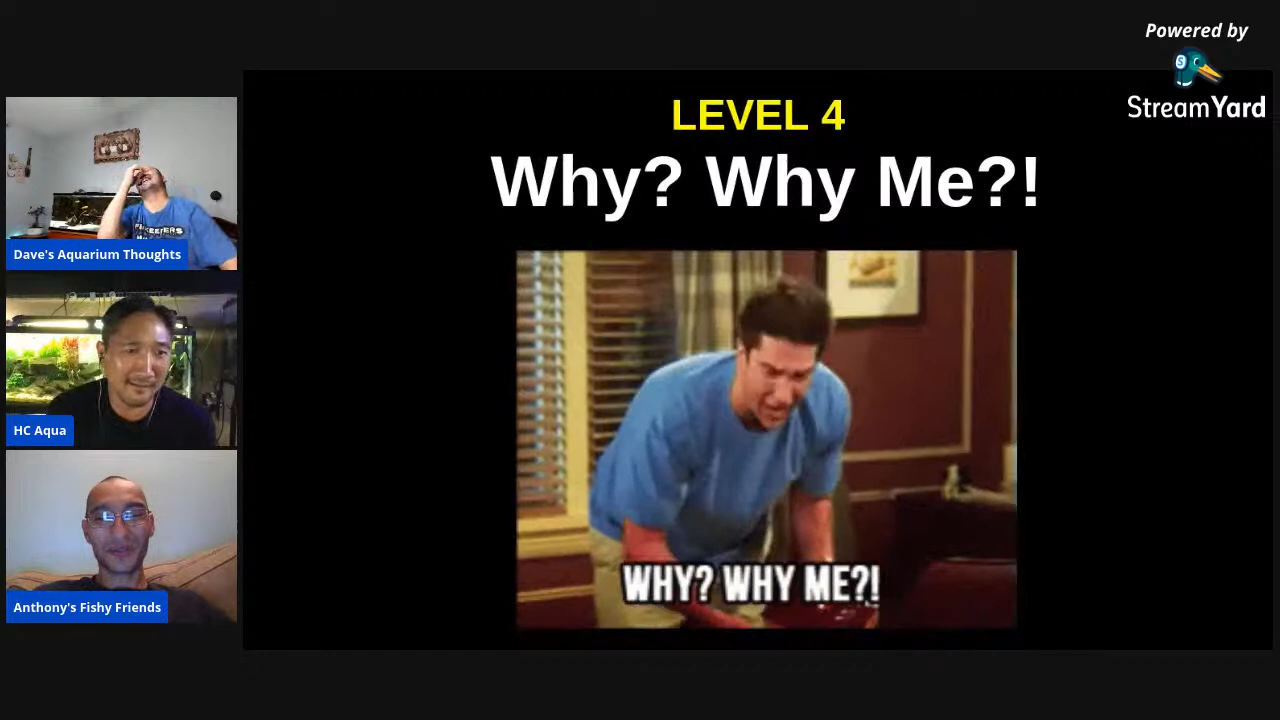 Powered by
StreamYard
LEVEL 4
Why? Why Me?!
WHY? WHY ME?!
Dave's Aquarium Thoughts
HC Aqua
Anthony's Fishy Friends